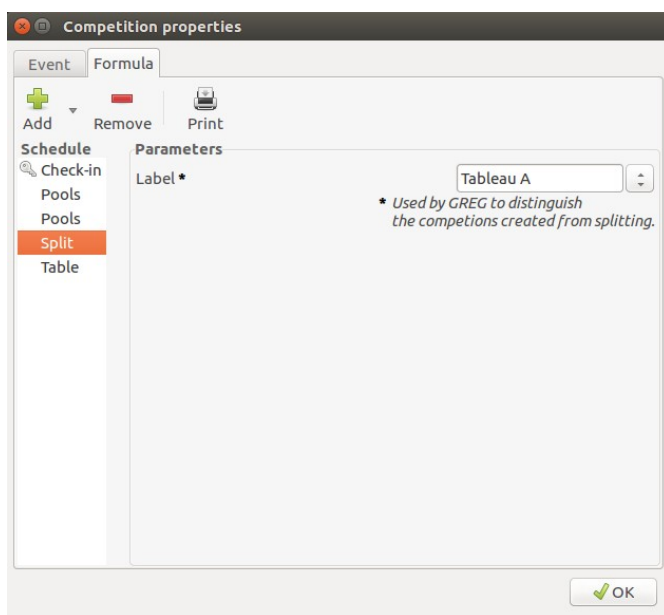 Competition properties
Event Formula
Add Remove Print
Schedule
Check-in
Pools
Pools
Split
Table
Parameters
Label * Tableau A
* Used by GREG to distinguish
the competions created from splitting.
OK